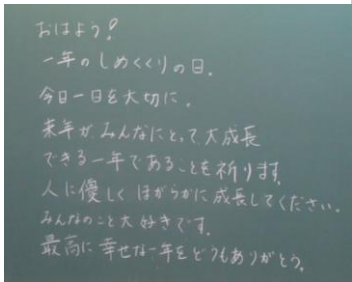 おはよう!
一年のしめくくりの日。
今日一日を大切に。
来年がみんなにとって大成長
できる一年であることを祈ります。
人に優しくほがらかに成長してください。
みんなのこと大好きです。
最高に幸せな一年をどうもありがとう。